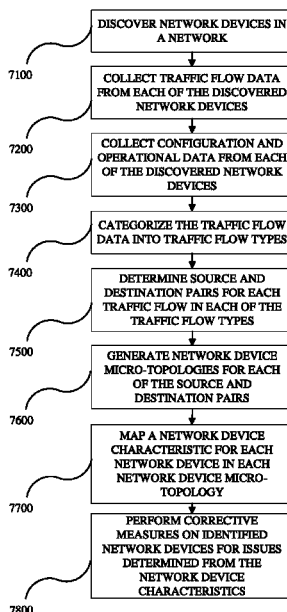 DISCOVER NETWORK DEVICES IN
A NETWORK
7100
COLLECT TRAFFIC FLOW DATA
FROM EACH OF THE DISCOVERED
NETWORK DEVICES
7200
COLLECT CONFIGURATION AND
OPERATIONAL DATA FROM EACH
OF THE DISCOVERED NETWORK
DEVICES
7300
CATEGORIZE THE TRAFFIC FLOW
DATA INTO TRAFFIC FLOW TYPES
7400
DETERMINE SOURCE AND
DESTINATION PAIRS FOR EACH
TRAFFIC FLOW IN EACH OF THE
TRAFFIC FLOW TYPES
7500
GENERATE NETWORK DEVICE
MICRO-TOPOLOGIES FOR EACH
OF THE SOURCE AND
DESTINATION PAIRS
7600
MAP A NETWORK DEVICE
CHARACTERISTIC FOR EACH
NETWORK DEVICE IN EACH
NETWORK DEVICE MICRO-
TOPOLOGY
7700
PERFORM CORRECTIVE
MEASURES ON IDENTIFIED
NETWORK DEVICES FOR ISSUES
DETERMINED FROM THE
NETWORK DEVICE
CHARACTERISTICS
7800